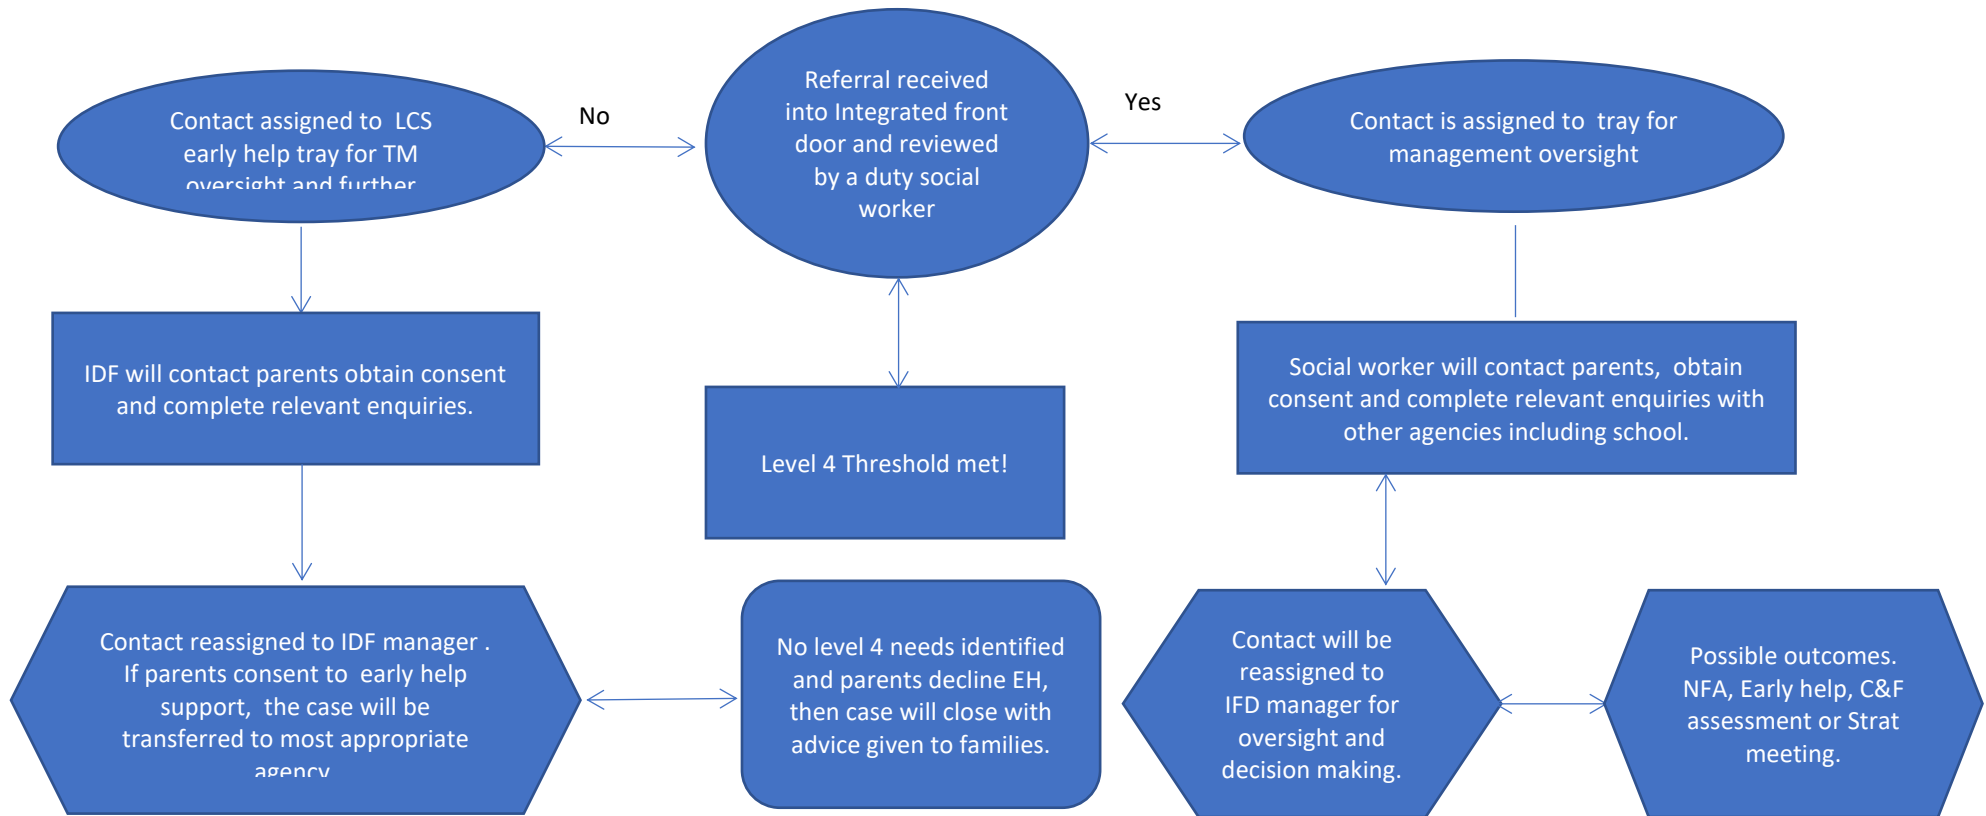 Contact assigned to LCS
early help tray for TM
oversight and further
No
Referral received
into Integrated front
door and reviewed
by a duty social
worker
Yes
Contact is assigned to tray for
management oversight
IDF will contact parents obtain consent
and complete relevant enquiries.
Level 4 Threshold met!
Social worker will contact parents, obtain
consent and complete relevant enquiries with
other agencies including school.
Contact reassigned to IDF manager .
If parents consent to early help
support, the case will be
transferred to most appropriate
agency
No level 4 needs identified
and parents decline EH,
then case will close with
advice given to families.
Contact will be
reassigned to
IFD manager for
oversight and
decision making.
Possible outcomes.
NFA, Early help, C&F
assessment or Strat
meeting.